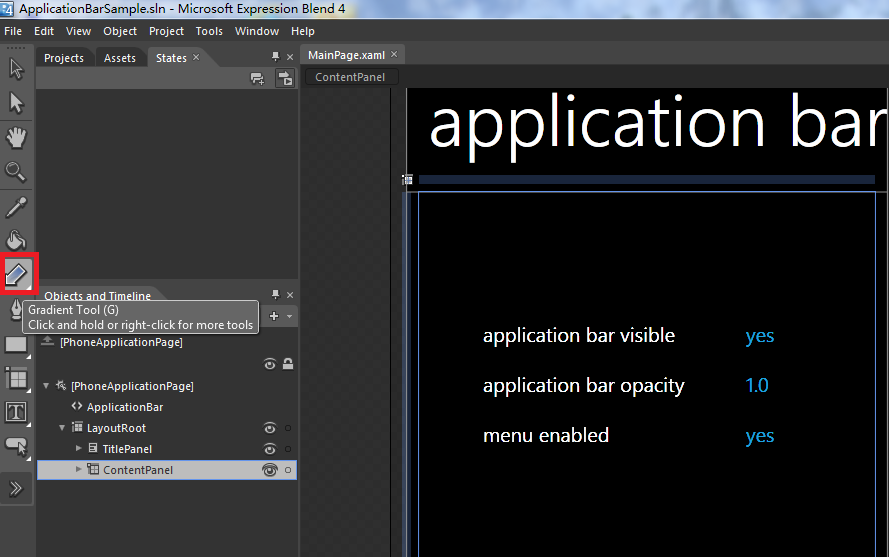 ApplicationBarSample.sln - Microsoft Expression Blend 4
File Edit View Object Project Tools Window Help
Projects Assets States
MainPage.xaml
ContentPanel
application bar
Objects and Timeline
Gradient Tool (G)
Click and hold or right-click for more tools
[PhoneApplicationPage]
[PhoneApplicationPage]
ApplicationBar
LayoutRoot
TitlePanel
ContentPanel
application bar visible yes
application bar opacity 1.0
menu enabled yes